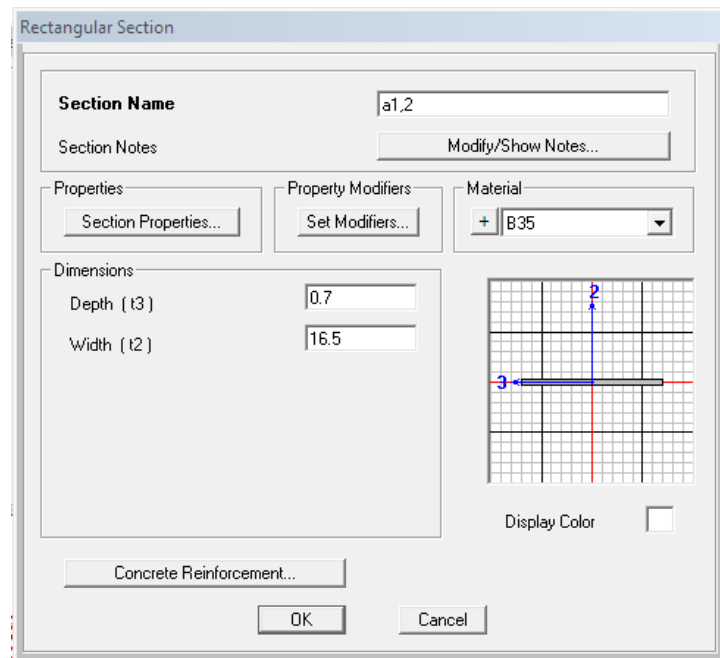 Rectangular Section
Section Name
a1,2
Section Notes
Modify/Show Notes...
Properties
Property Modifiers
Material
Section Properties...
Set Modifiers...
+
B35
Dimensions
Depth ( t3 )
0.7
Width ( t2 )
16.5
2
3
Display Color
Concrete Reinforcement...
OK
Cancel